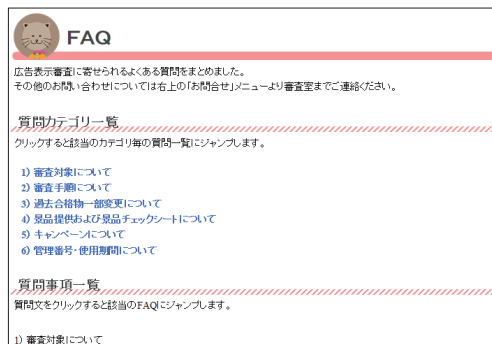 FAQ
広告表示審査に寄せられるよくある質問をまとめました。
その他のお問い合わせについては右上の「お問合せ」メニューより審査室までご連絡ください。
質問カテゴリ一覧
クリックすると該当のカテゴリ毎の質問一覧にジャンプします。
1) 審査対象について
2) 審査手順について
3) 過去合格物一部変更について
4) 景品提供および景品チェックシートについて
5) キャンペーンについて
6) 管理番号・使用期間について
質問事項一覧
質問文をクリックすると該当のFAQにジャンプします。
1) 審査対象について